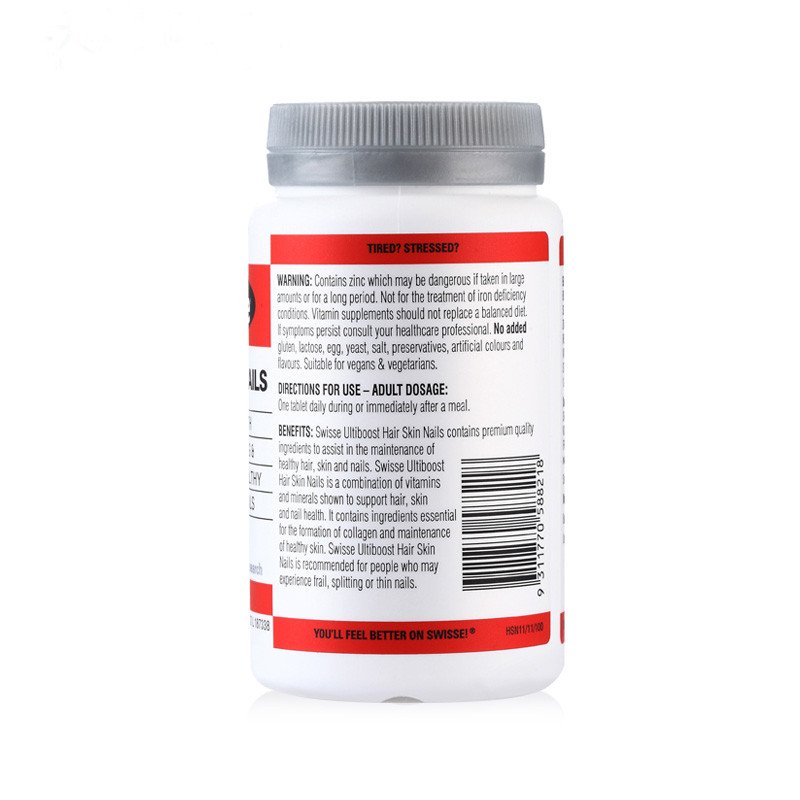 TIRED? STRESSED?
WARNING: Contains zinc which may be dangerous if taken in large
amounts or for a long period. Not for the treatment of iron deficiency
conditions. Vitamin supplements should not replace a balanced diet.
If symptoms persist consult your healthcare professional. No added
gluten, lactose, egg, yeast, salt, preservatives, artificial colours and
flavours. Suitable for vegans & vegetarians.
DIRECTIONS FOR USE – ADULT DOSAGE:
One tablet daily during or immediately after a meal.
BENEFITS: Swisse Ultiboost Hair Skin Nails contains premium quality
ingredients to assist in the maintenance of
healthy hair, skin and nails. Swisse Ultiboost
Hair Skin Nails is a combination of vitamins
and minerals shown to support hair, skin
and nail health. It contains ingredients essential
for the formation of collagen and maintenance
of healthy skin. Swisse Ultiboost Hair Skin
Nails is recommended for people who may
experience frail, splitting or thin nails.
9 311770 588218
YOU'LL FEEL BETTER ON SWISSE!®
HSN11/11/100